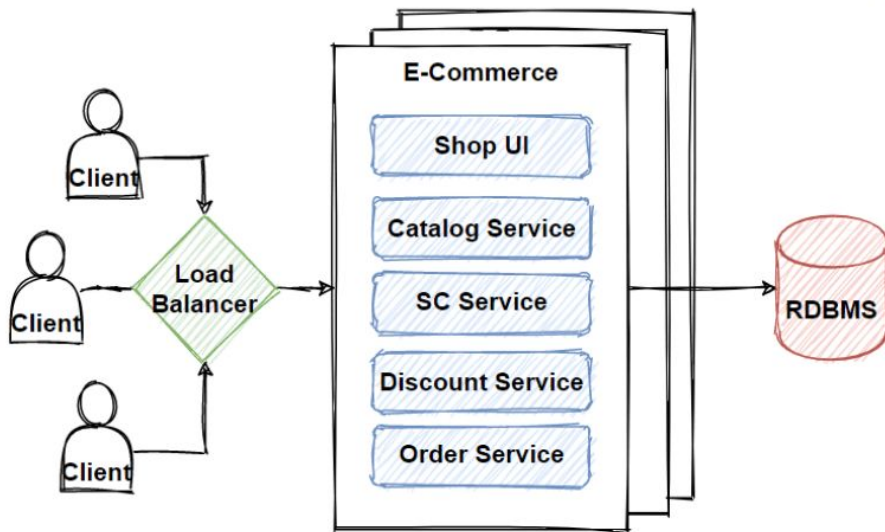 E-Commerce
Shop UI
Catalog Service
SC Service
Discount Service
Order Service
Client
Client
Client
Load
Balancer
RDBMS